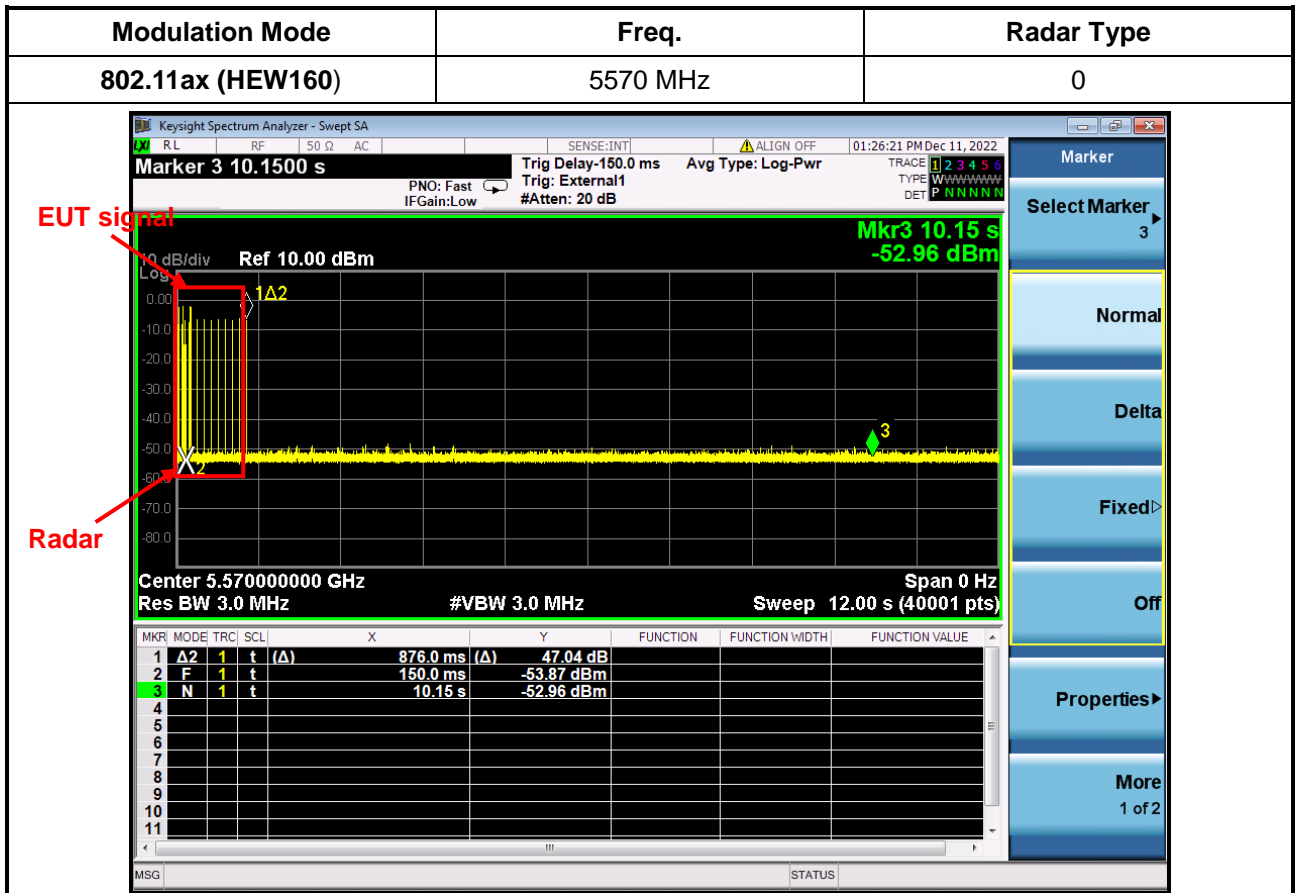 Modulation Mode Freq. Radar Type
802.11ax (HEW160) 5570 MHz 0
Keysight Spectrum Analyzer - Swept SA
LXI RL RF 50 Ω AC SENSE:INT ALIGN OFF 01:26:21 PM Dec 11, 2022
Marker 3 10.1500 s
PNO: Fast
IFGain:Low
Trig Delay-150.0 ms
Trig: External1
#Atten: 20 dB
Avg Type: Log-Pwr
TRACE 1 2 3 4 5 6
TYPE WWWWWW
DET P N N N N N
EUT signal
Mkr3 10.15 s
-52.96 dBm
10 dB/div Ref 10.00 dBm
Log
1Δ2
0.00
-10.0
-20.0
-30.0
-40.0
3
-50.0
2
-60.0
-70.0
Radar
-80.0
Center 5.570000000 GHz Span 0 Hz
Res BW 3.0 MHz #VBW 3.0 MHz Sweep 12.00 s (40001 pts)
MKR MODE TRC SCL X Y FUNCTION FUNCTION WIDTH FUNCTION VALUE
1 Δ2 1 t (Δ) 876.0 ms (Δ) 47.04 dB
2 F 1 t 150.0 ms -53.87 dBm
3 N 1 t 10.15 s -52.96 dBm
4
5
6
7
8
9
10
11
MSG STATUS
Marker
Select Marker
3
Normal
Delta
Fixed
Off
Properties
More
1 of 2